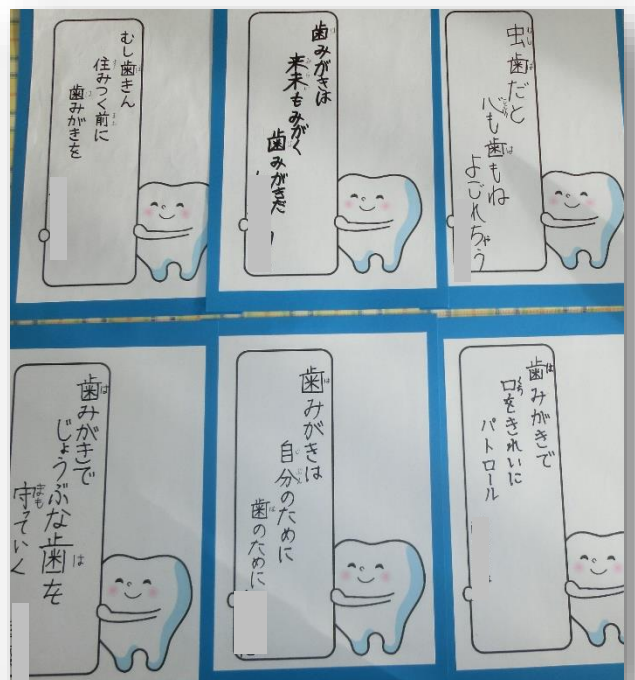 虫歯だと
心も歯もね
よごれちゃう
歯みがきは
未来もみがく
歯みがきだ
むし歯きん
住みつく前に
歯みがきを
歯みがきで
口をきれいに
パトロール
歯みがきは
自分のために
歯のために
歯みがきで
じょうぶな歯を
守っていく